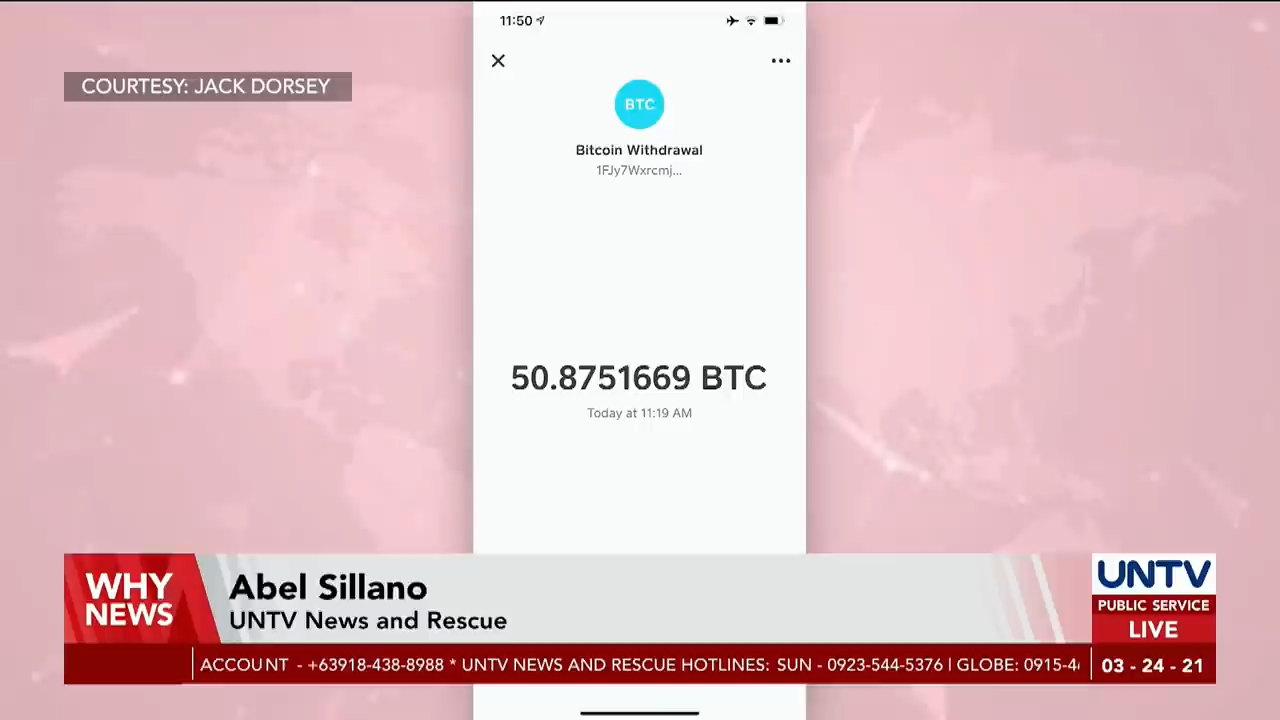 11:50
COURTESY: JACK DORSEY
BTC
Bitcoin Withdrawal
1FJy7Wxrcmj...
50.8751669 BTC
Today at 11:19 AM
WHY
NEWS
Abel Sillano
UNTV News and Rescue
UNTV
PUBLIC SERVICE
LIVE
ACCOUNT - +63918-438-8988 * UNTV NEWS AND RESCUE HOTLINES: SUN - 0923-544-5376 | GLOBE: 0915-4
03 - 24 - 21